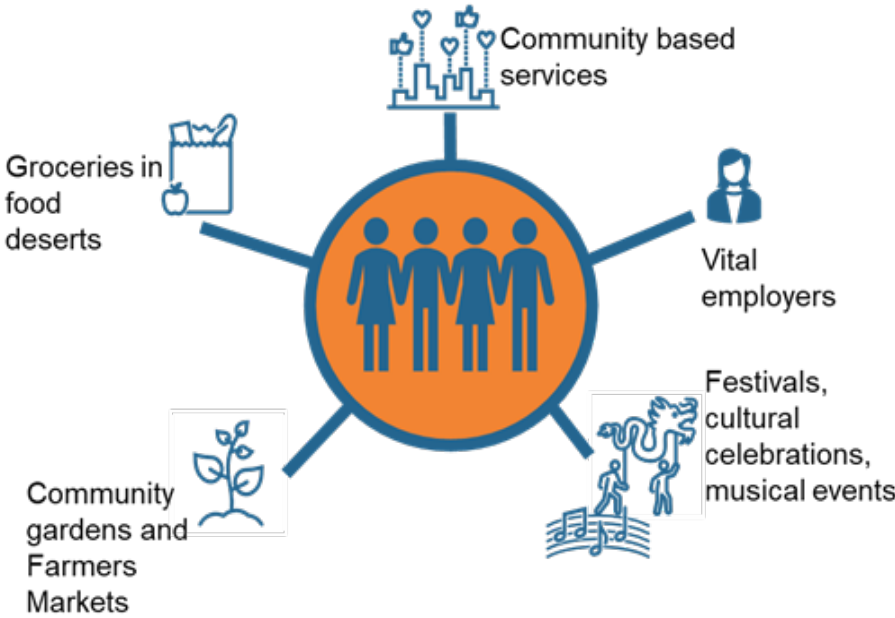 Community based
services
Groceries in
food
deserts
Vital
employers
Festivals,
cultural
celebrations,
musical events
Community
gardens and
Farmers
Markets